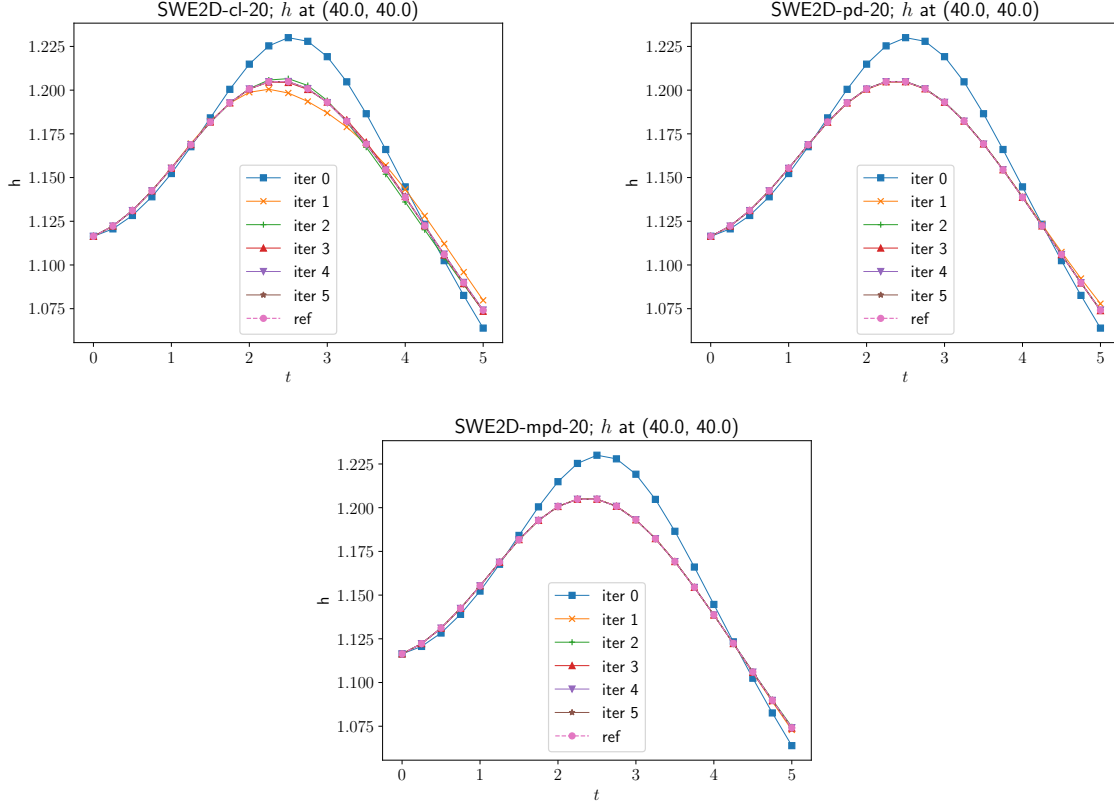 SWE2D-cl-20; h at (40.0, 40.0)
1.225
1.200
1.175
1.150
1.125
1.100
1.075
h
iter 0
iter 1
iter 2
iter 3
iter 4
iter 5
ref
0 1 2 3 4 5
t
SWE2D-pd-20; h at (40.0, 40.0)
1.225
1.200
1.175
1.150
1.125
1.100
1.075
h
iter 0
iter 1
iter 2
iter 3
iter 4
iter 5
ref
0 1 2 3 4 5
t
SWE2D-mpd-20; h at (40.0, 40.0)
1.225
1.200
1.175
1.150
1.125
1.100
1.075
h
iter 0
iter 1
iter 2
iter 3
iter 4
iter 5
ref
0 1 2 3 4 5
t